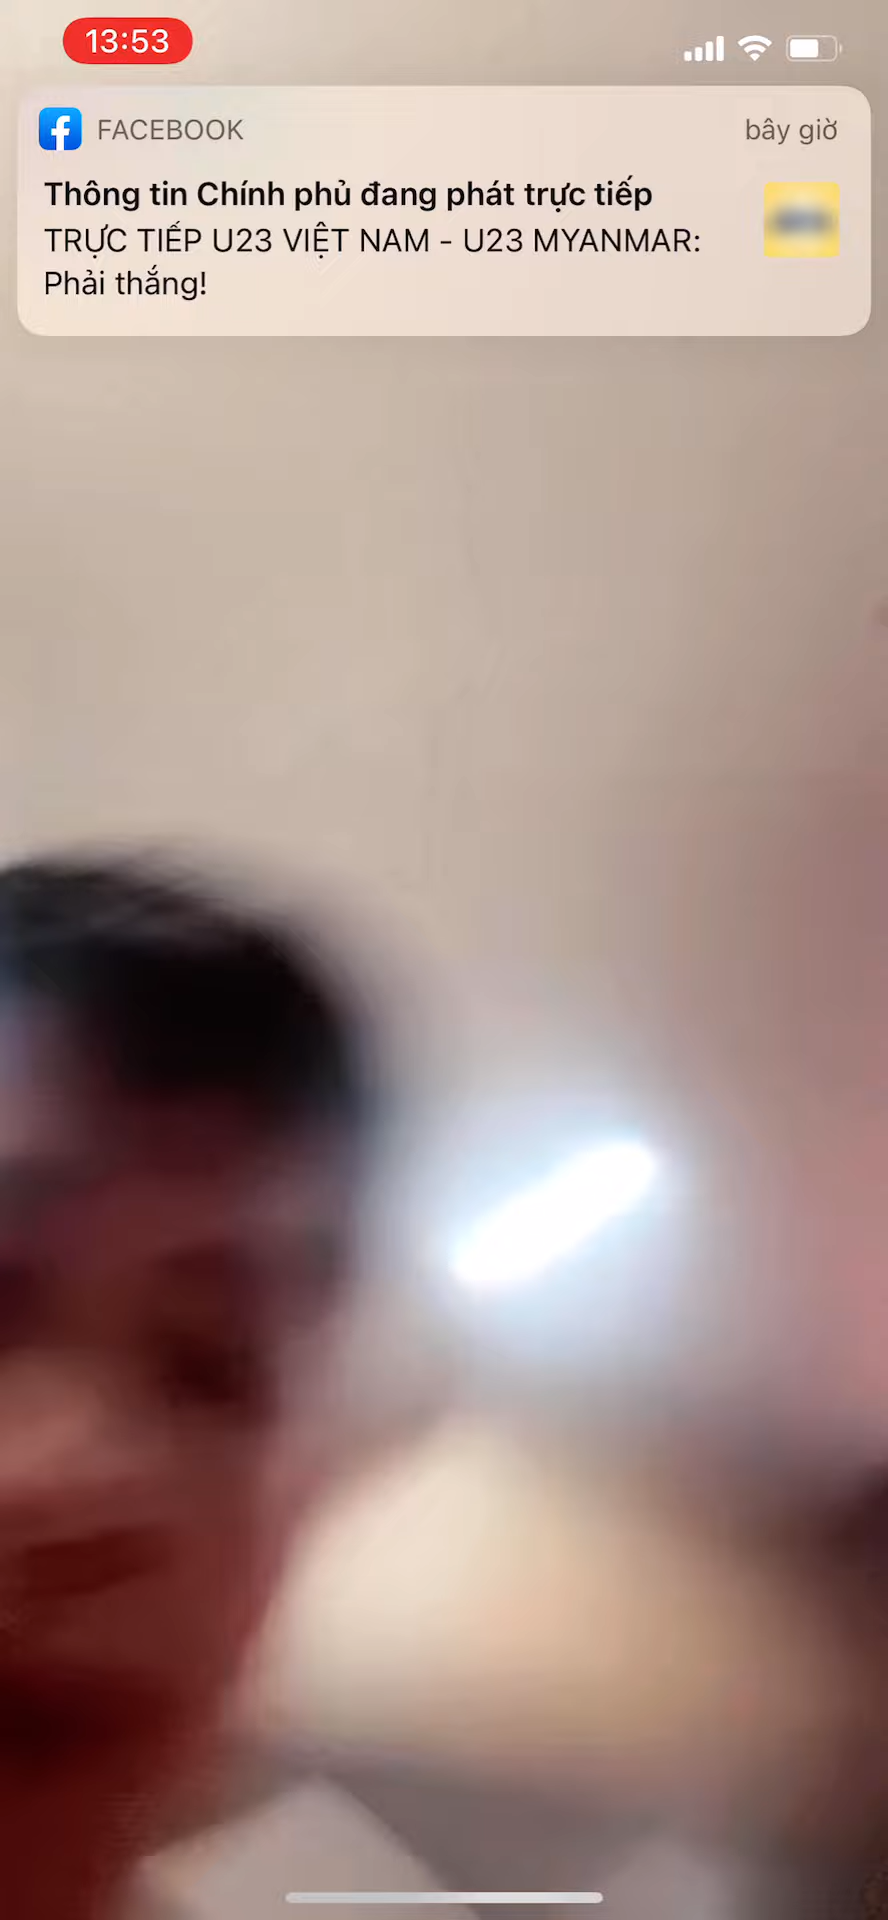 13:53
FACEBOOK
bây giờ
Thông tin Chính phủ đang phát trực tiếp
TRỰC TIẾP U23 VIỆT NAM - U23 MYANMAR:
Phải thắng!